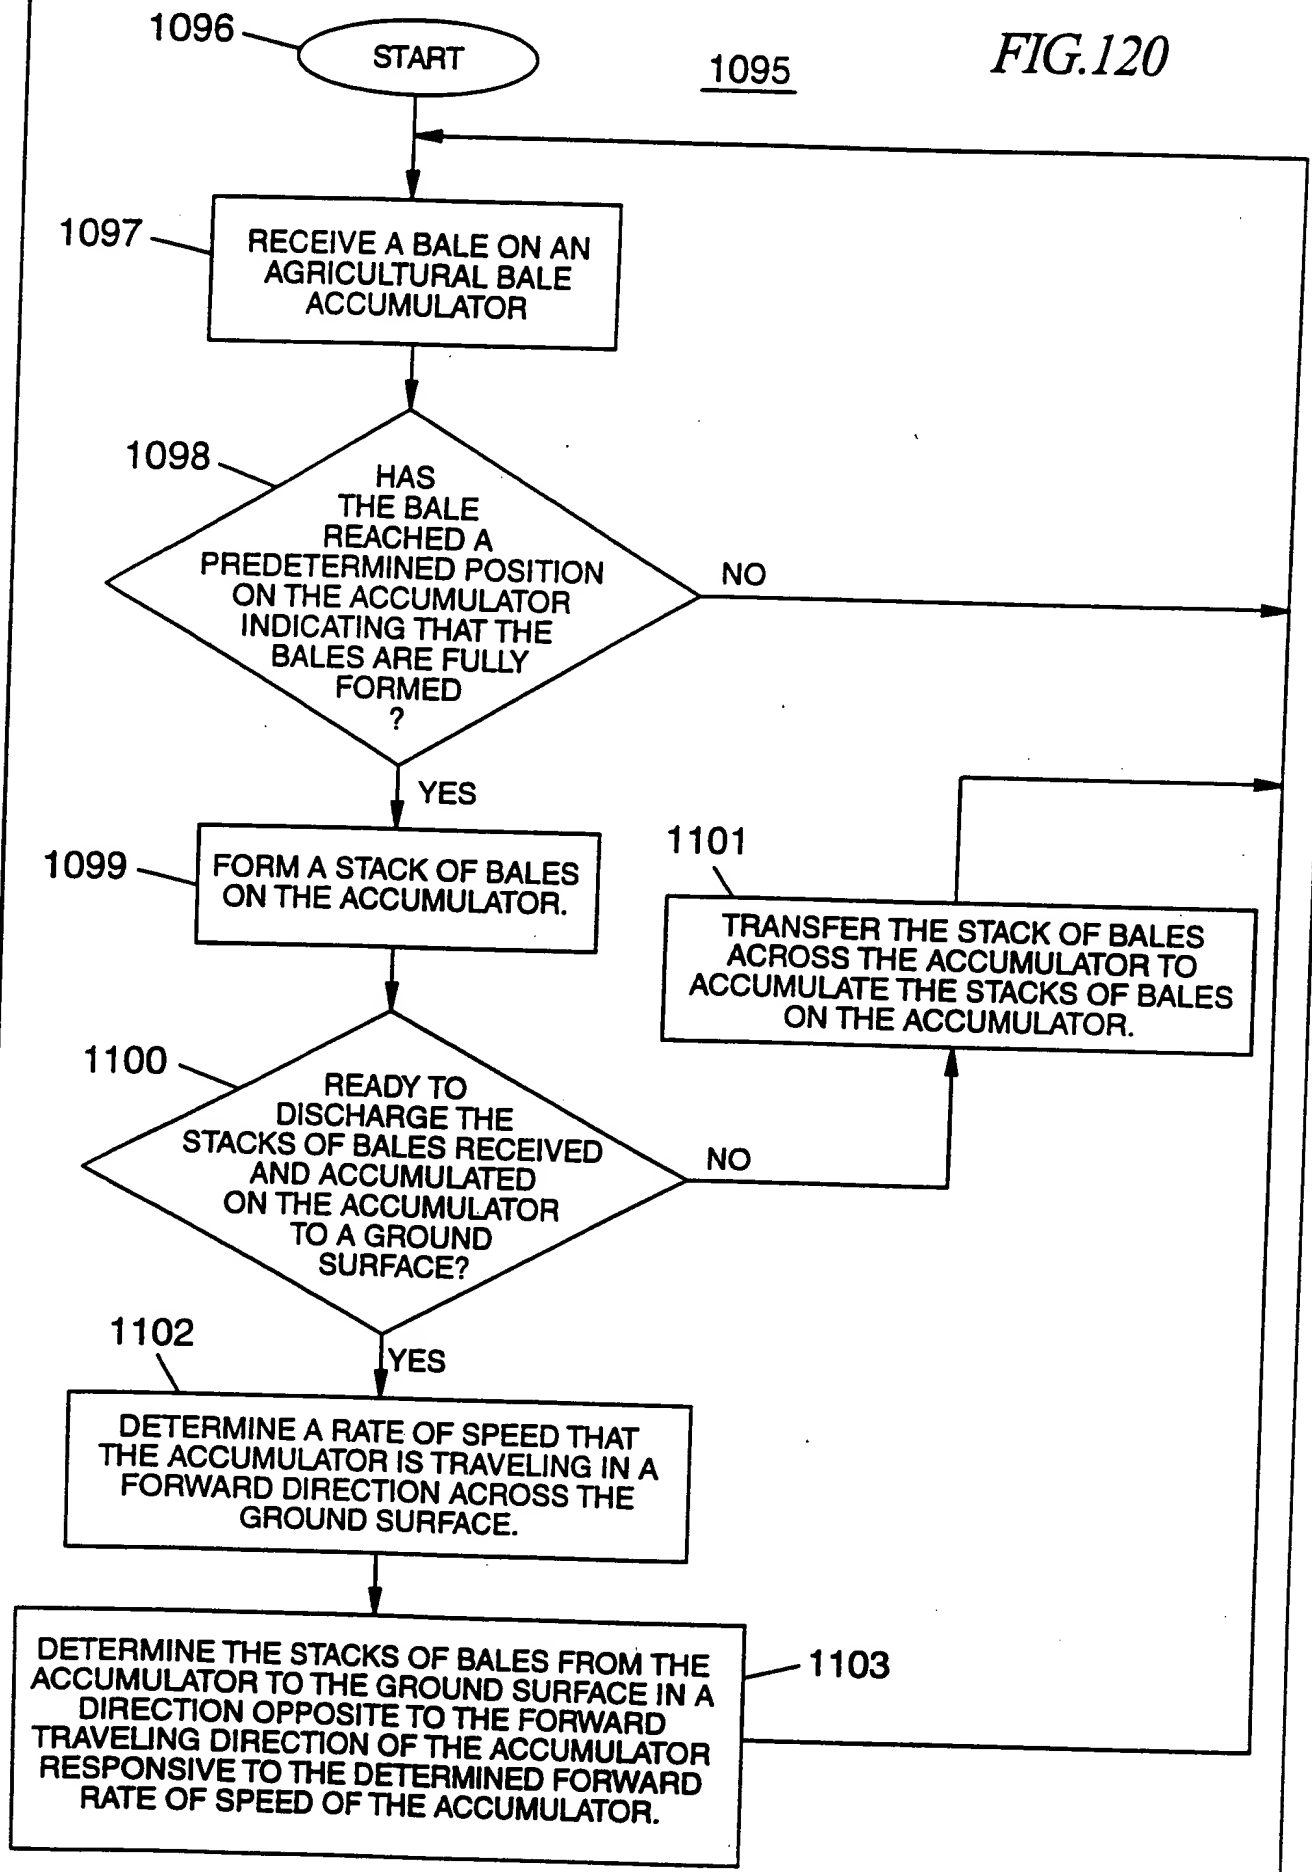 1096
START
1095
FIG.120
1097
RECEIVE A BALE ON AN
AGRICULTURAL BALE
ACCUMULATOR
1098
HAS
THE BALE
REACHED A
PREDETERMINED POSITION
ON THE ACCUMULATOR
INDICATING THAT THE
BALES ARE FULLY
FORMED
?
NO
YES
1099
FORM A STACK OF BALES
ON THE ACCUMULATOR.
1101
TRANSFER THE STACK OF BALES
ACROSS THE ACCUMULATOR TO
ACCUMULATE THE STACKS OF BALES
ON THE ACCUMULATOR.
1100
READY TO
DISCHARGE THE
STACKS OF BALES RECEIVED
AND ACCUMULATED
ON THE ACCUMULATOR
TO A GROUND
SURFACE?
NO
YES
1102
DETERMINE A RATE OF SPEED THAT
THE ACCUMULATOR IS TRAVELING IN A
FORWARD DIRECTION ACROSS THE
GROUND SURFACE.
1103
DETERMINE THE STACKS OF BALES FROM THE
ACCUMULATOR TO THE GROUND SURFACE IN A
DIRECTION OPPOSITE TO THE FORWARD
TRAVELING DIRECTION OF THE ACCUMULATOR
RESPONSIVE TO THE DETERMINED FORWARD
RATE OF SPEED OF THE ACCUMULATOR.